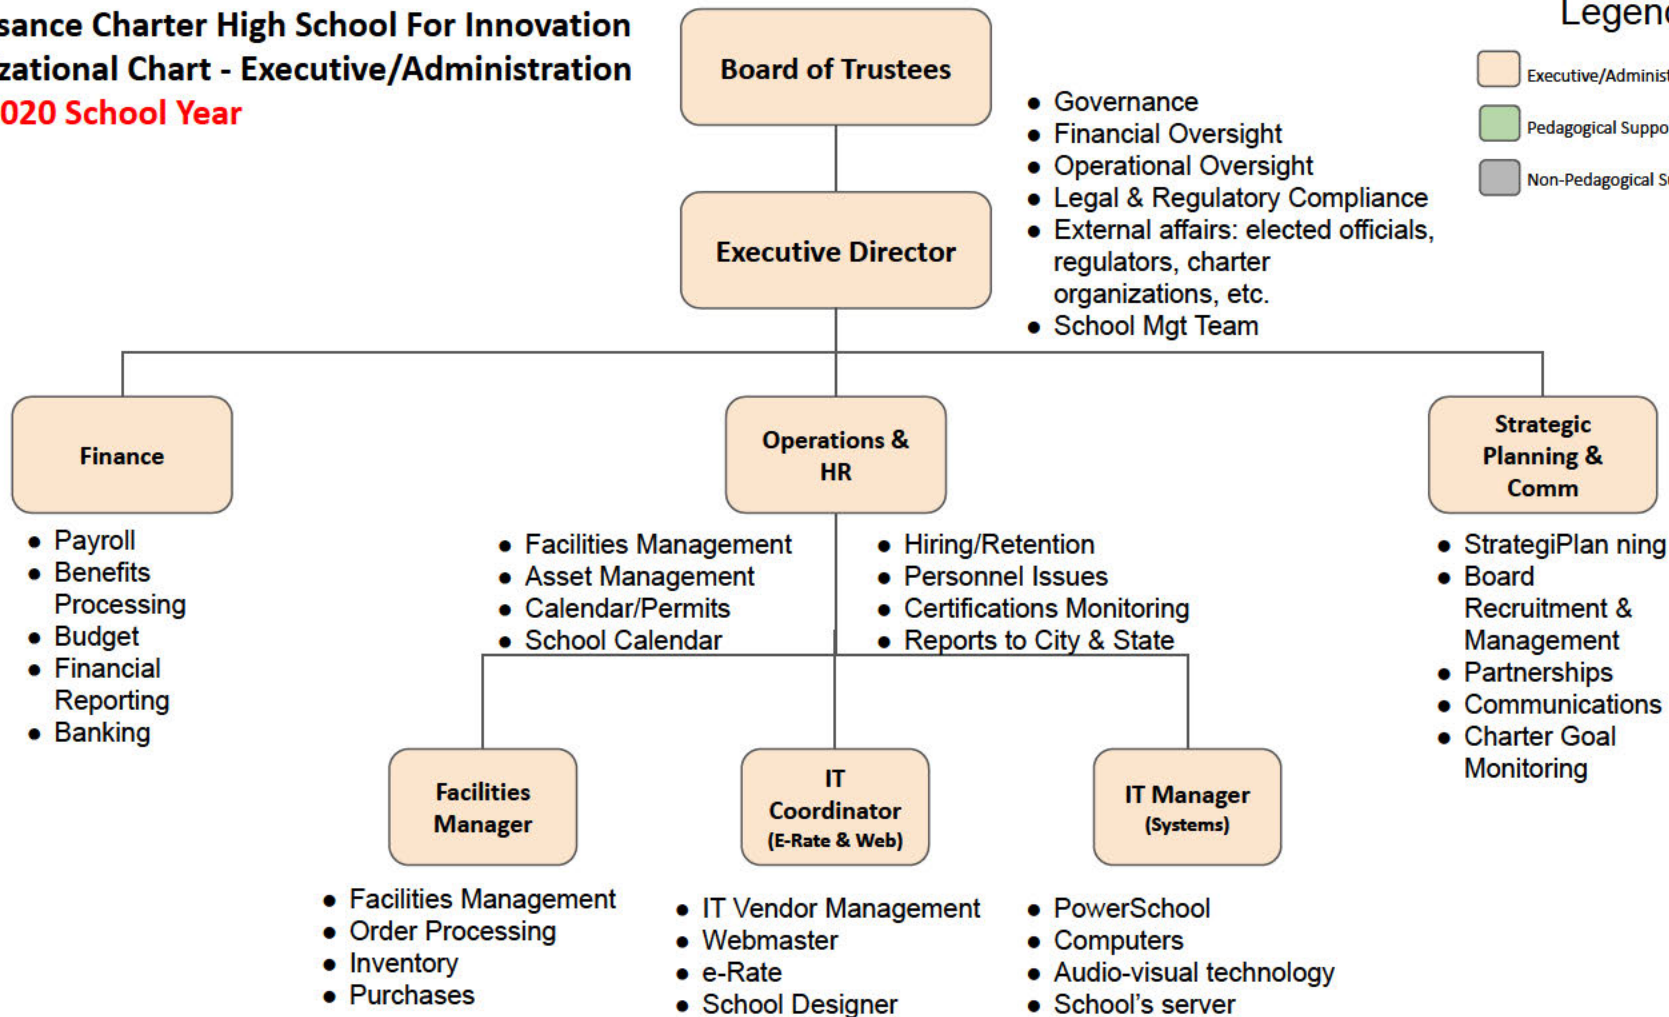 sance Charter High School For Innovation
zational Chart - Executive/Administration
020 School Year
Legend
Executive/Administ
Pedagogical Suppo
Non-Pedagogical Su
Board of Trustees
Executive Director
● Governance
● Financial Oversight
● Operational Oversight
● Legal & Regulatory Compliance
● External affairs: elected officials,
regulators, charter
organizations, etc.
● School Mgt Team
Finance
● Payroll
● Benefits
Processing
● Budget
● Financial
Reporting
● Banking
Operations &
HR
● Facilities Management
● Asset Management
● Calendar/Permits
● School Calendar
● Hiring/Retention
● Personnel Issues
● Certifications Monitoring
● Reports to City & State
Strategic
Planning &
Comm
● StrategiPlan ning
● Board
Recruitment &
Management
● Partnerships
● Communications
● Charter Goal
Monitoring
Facilities
Manager
● Facilities Management
● Order Processing
● Inventory
● Purchases
IT
Coordinator
(E-Rate & Web)
● IT Vendor Management
● Webmaster
● e-Rate
● School Designer
IT Manager
(Systems)
● PowerSchool
● Computers
● Audio-visual technology
● School's server